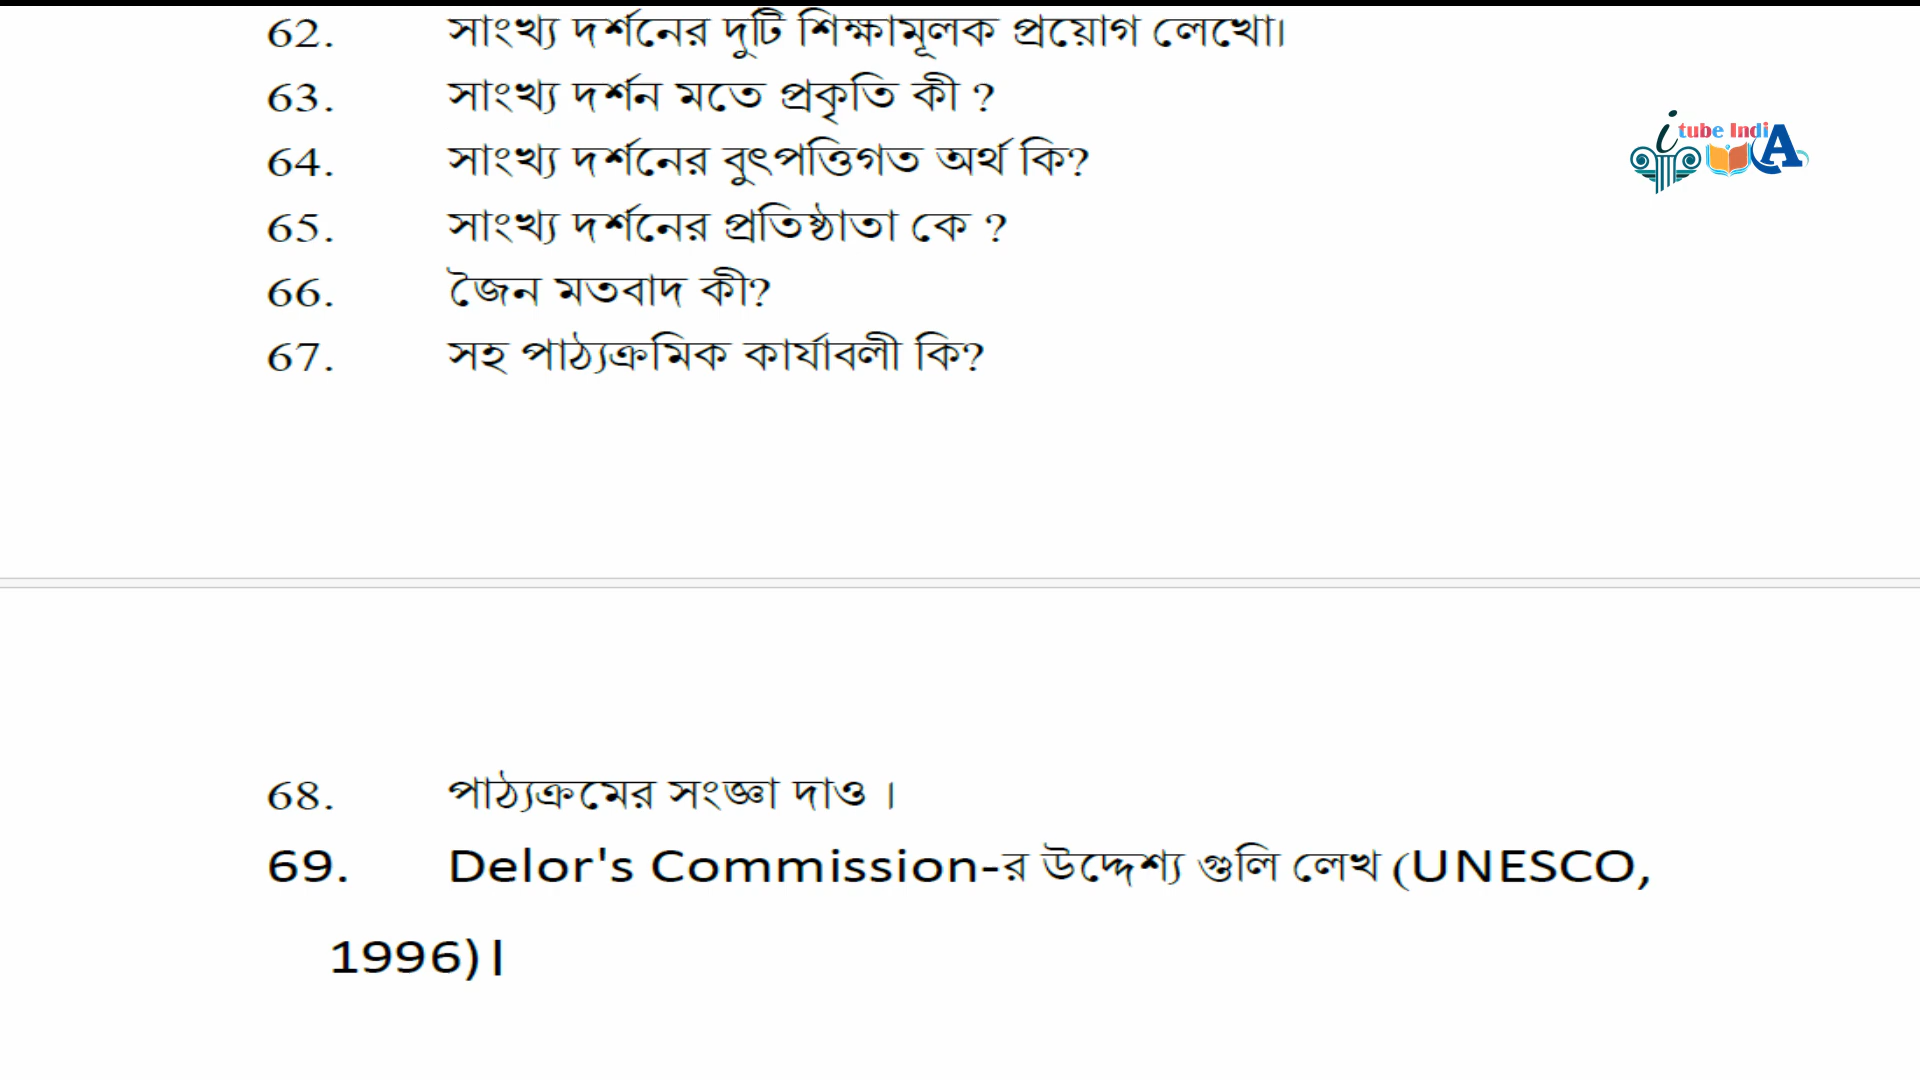 62. সাংখ্য দর্শনের দুটি শিক্ষামূলক প্রয়োগ লেখো।
63. সাংখ্য দর্শন মতে প্রকৃতি কী ?
64. সাংখ্য দর্শনের বুৎপত্তিগত অর্থ কি?
65. সাংখ্য দর্শনের প্রতিষ্ঠাতা কে ?
66. জৈন মতবাদ কী?
67. সহ পাঠ্যক্রমিক কার্যাবলী কি?
i tube IndiA
68. পাঠ্যক্রমের সংজ্ঞা দাও ।
69. Delor's Commission-র উদ্দেশ্য গুলি লেখ (UNESCO,
1996)।